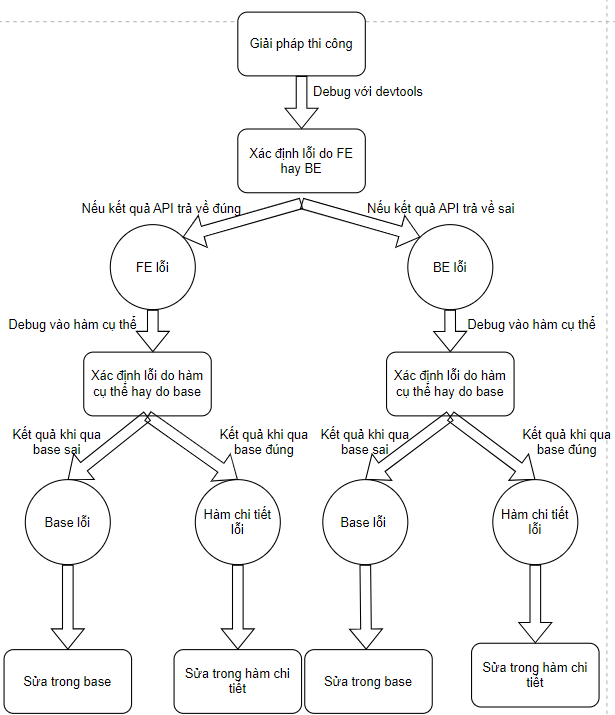 Giải pháp thi công
Debug với devtools
Xác định lỗi do FE
hay BE
Nếu kết quả API trả về đúng
Nếu kết quả API trả về sai
FE lỗi
BE lỗi
Debug vào hàm cụ thể
Debug vào hàm cụ thể
Xác định lỗi do hàm
cụ thể hay do base
Xác định lỗi do hàm
cụ thể hay do base
Kết quả khi qua
base sai
Kết quả khi qua
base đúng
Kết quả khi qua
base sai
Kết quả khi qua
base đúng
Base lỗi
Hàm chi tiết
lỗi
Base lỗi
Hàm chi tiết
lỗi
Sửa trong base
Sửa trong hàm chi
tiết
Sửa trong base
Sửa trong hàm chi
tiết